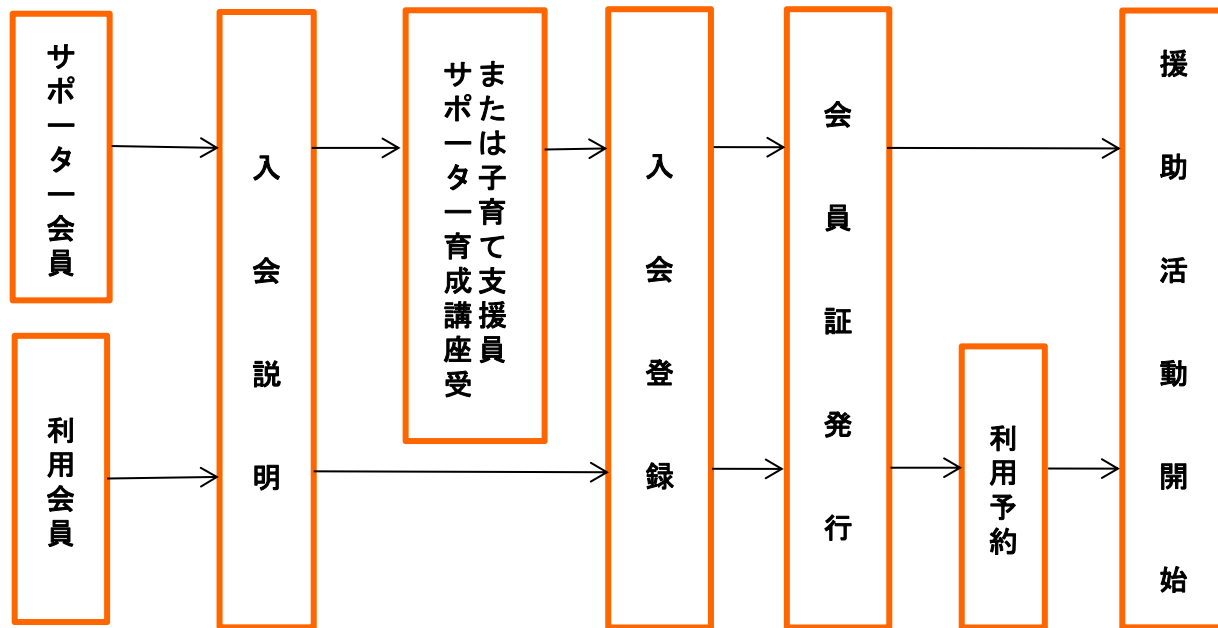 サポーター会員
利用会員
入会説明
または子育て支援員
サポーター育成講座受
入会登録
会員証発行
利用予約
援助活動開始